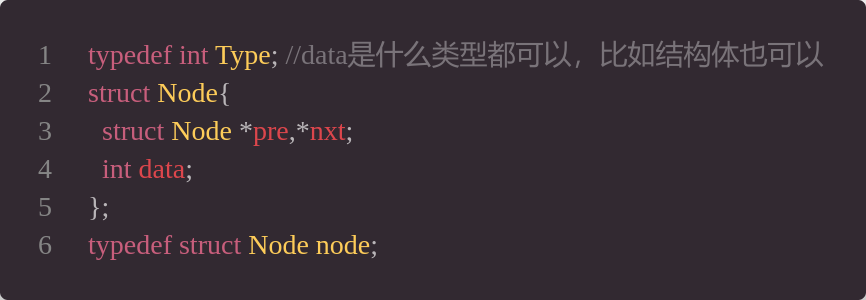 1 typedef int Type; //data是什么类型都可以，比如结构体也可以
2 struct Node{
3 struct Node *pre,*nxt;
4 int data;
5 };
6 typedef struct Node node;